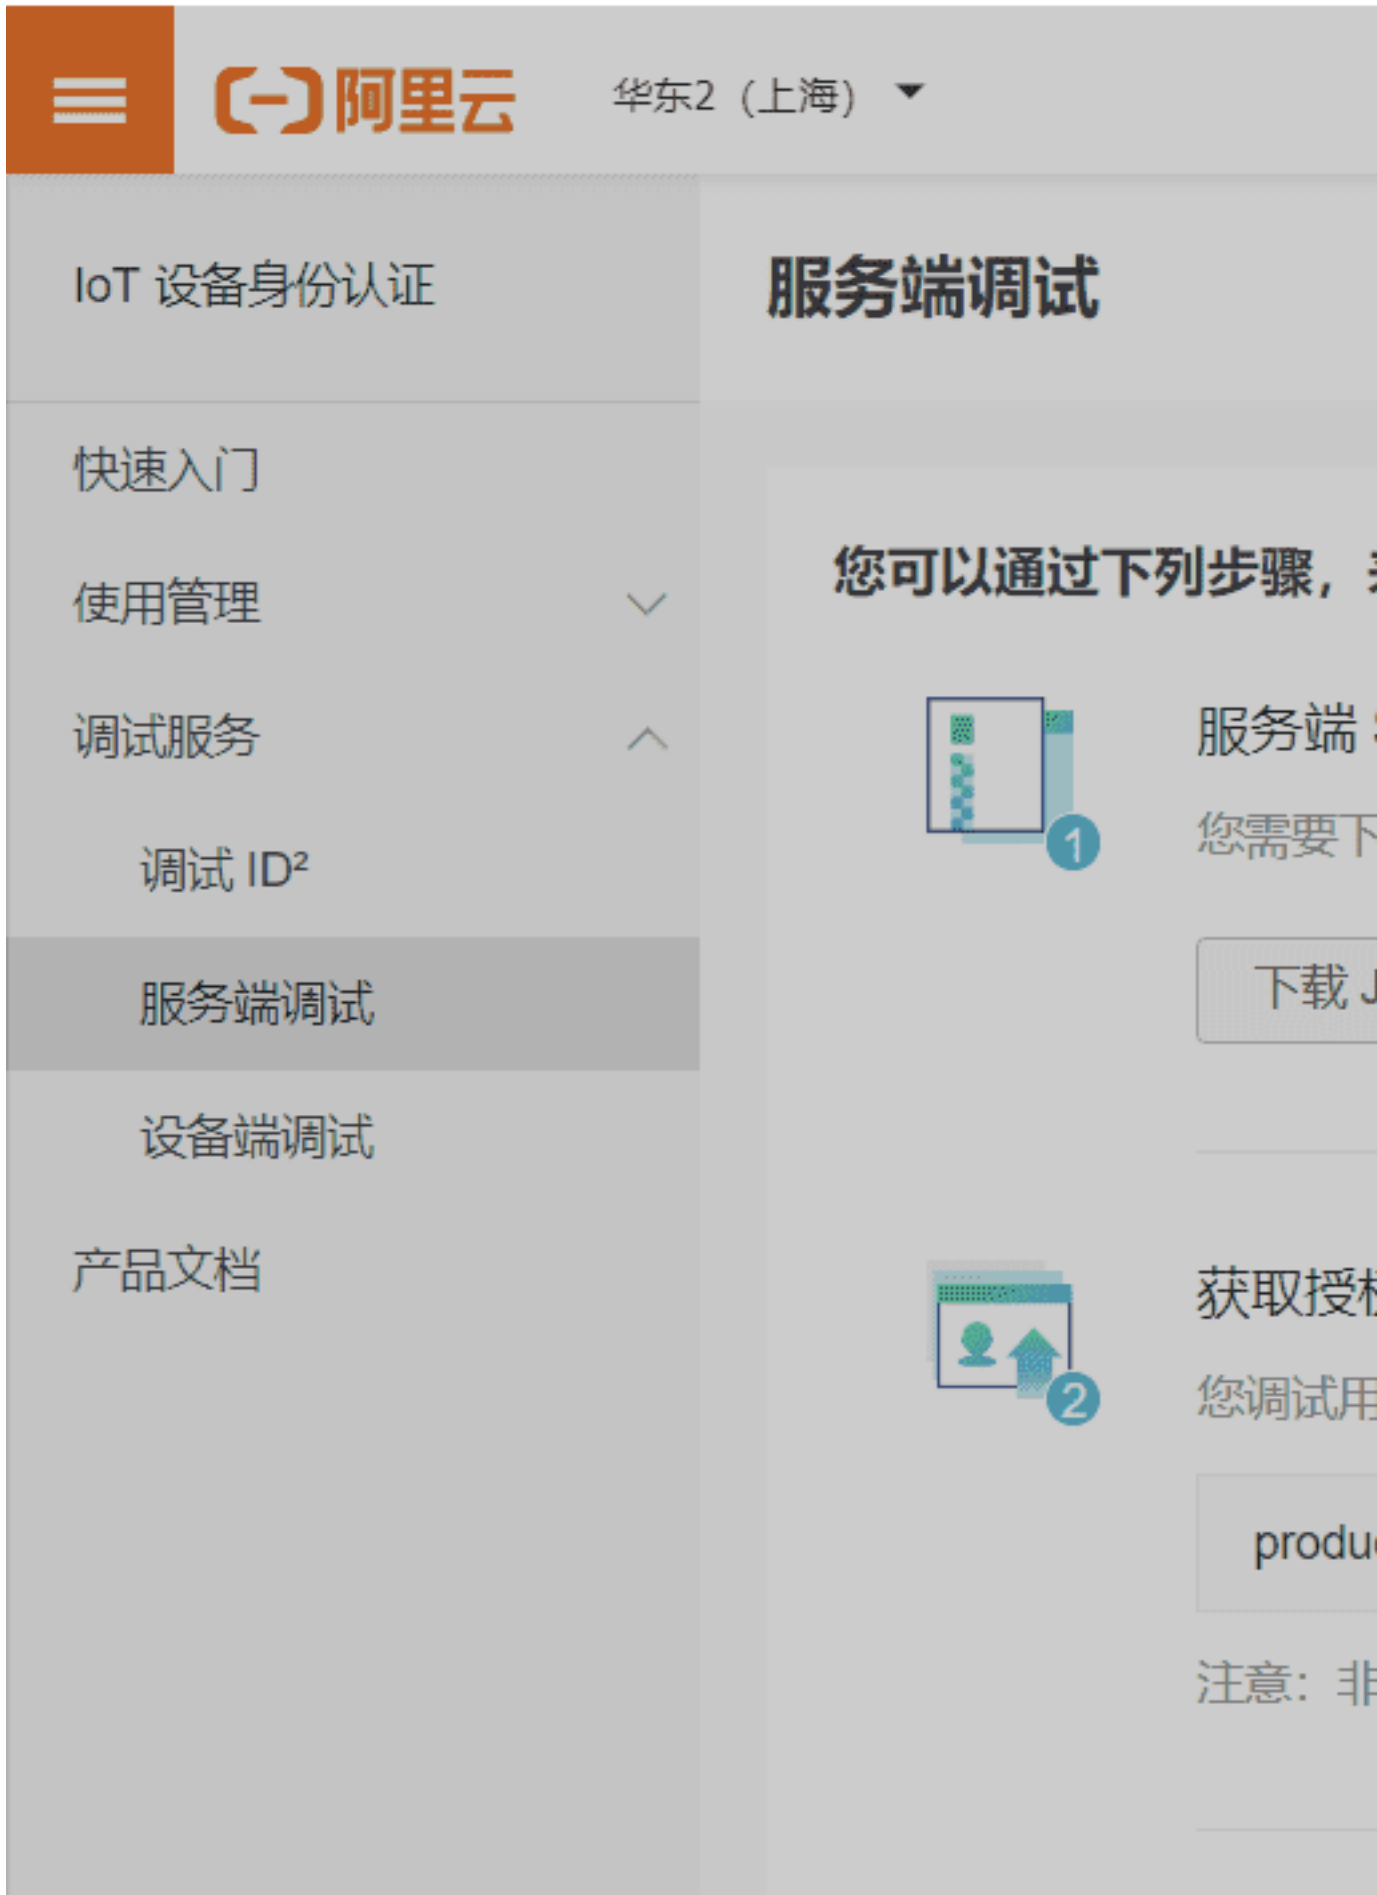 阿里云
华东2（上海）
IoT 设备身份认证
服务端调试
快速入门
使用管理
调试服务
调试 ID²
服务端调试
设备端调试
产品文档
您可以通过下列步骤，
1
服务端
您需要下
下载 J
2
获取授权
您调试用
produc
注意：非